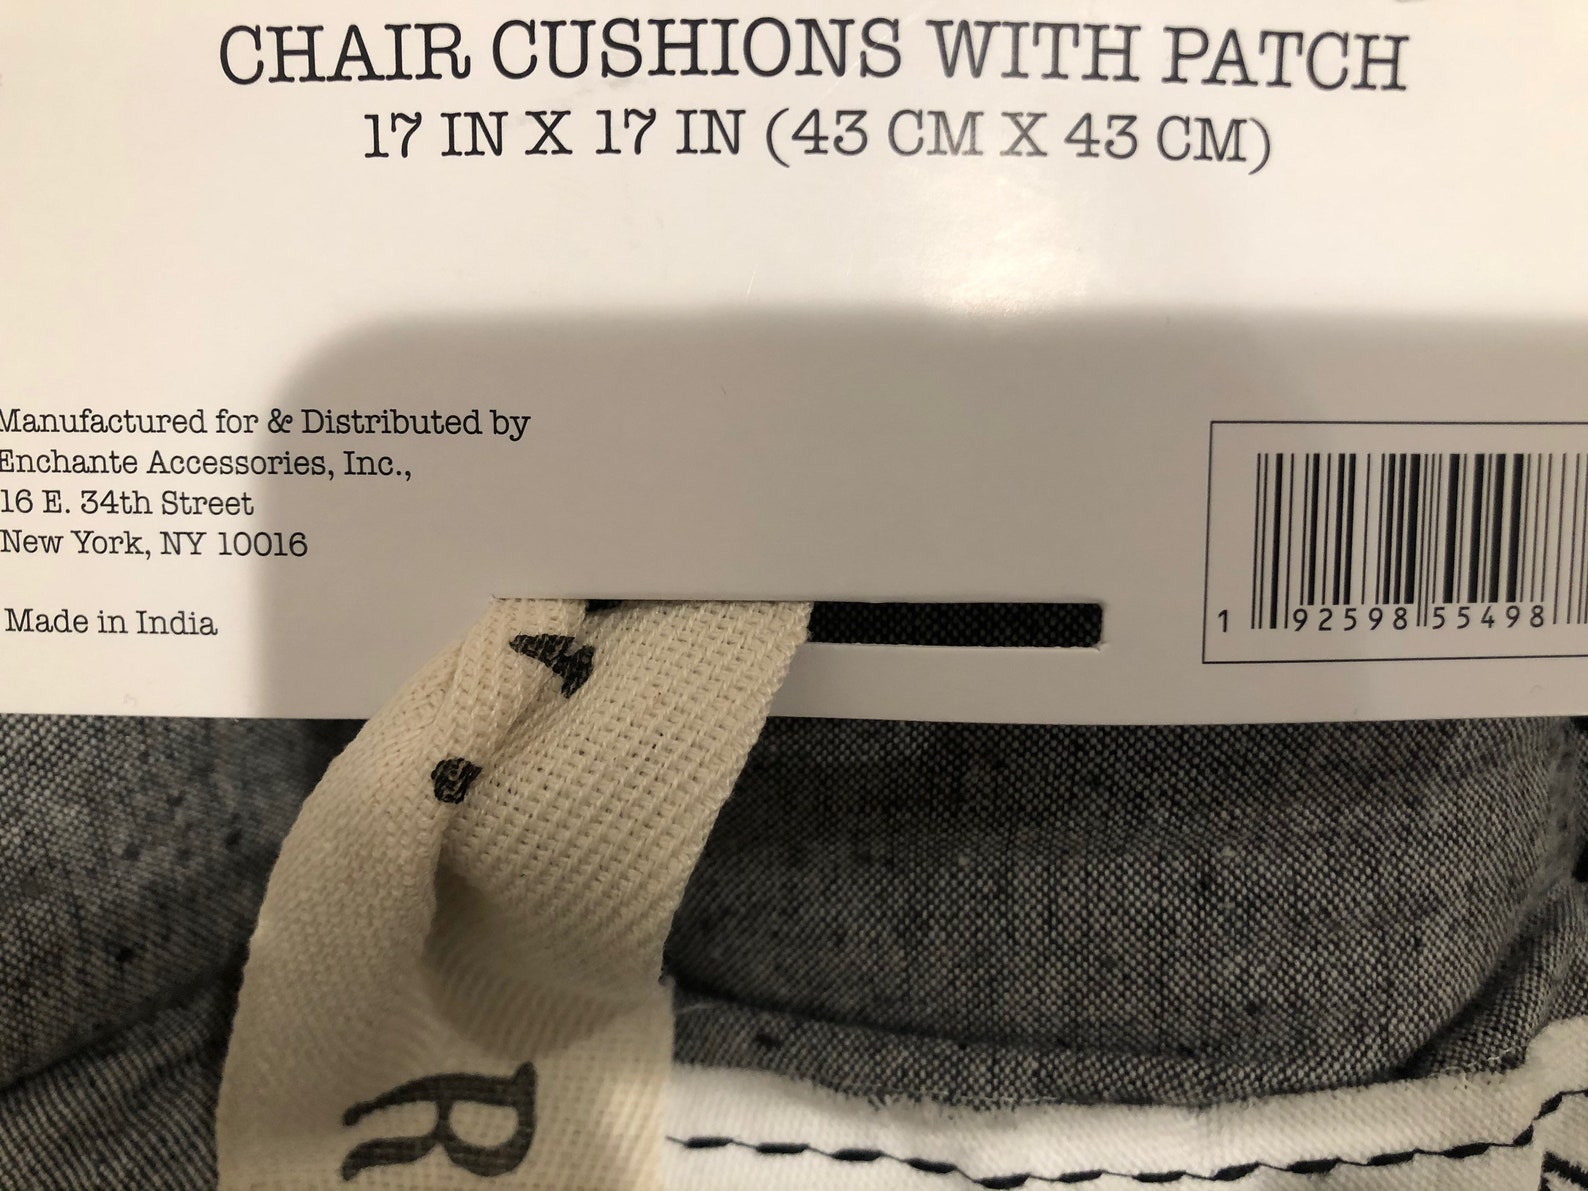 CHAIR CUSHIONS WITH PATCH
17 IN X 17 IN (43 CM X 43 CM)
Manufactured for & Distributed by
Enchante Accessories, Inc.,
16 E. 34th Street
New York, NY 10016
Made in India
1 92598 55498
R